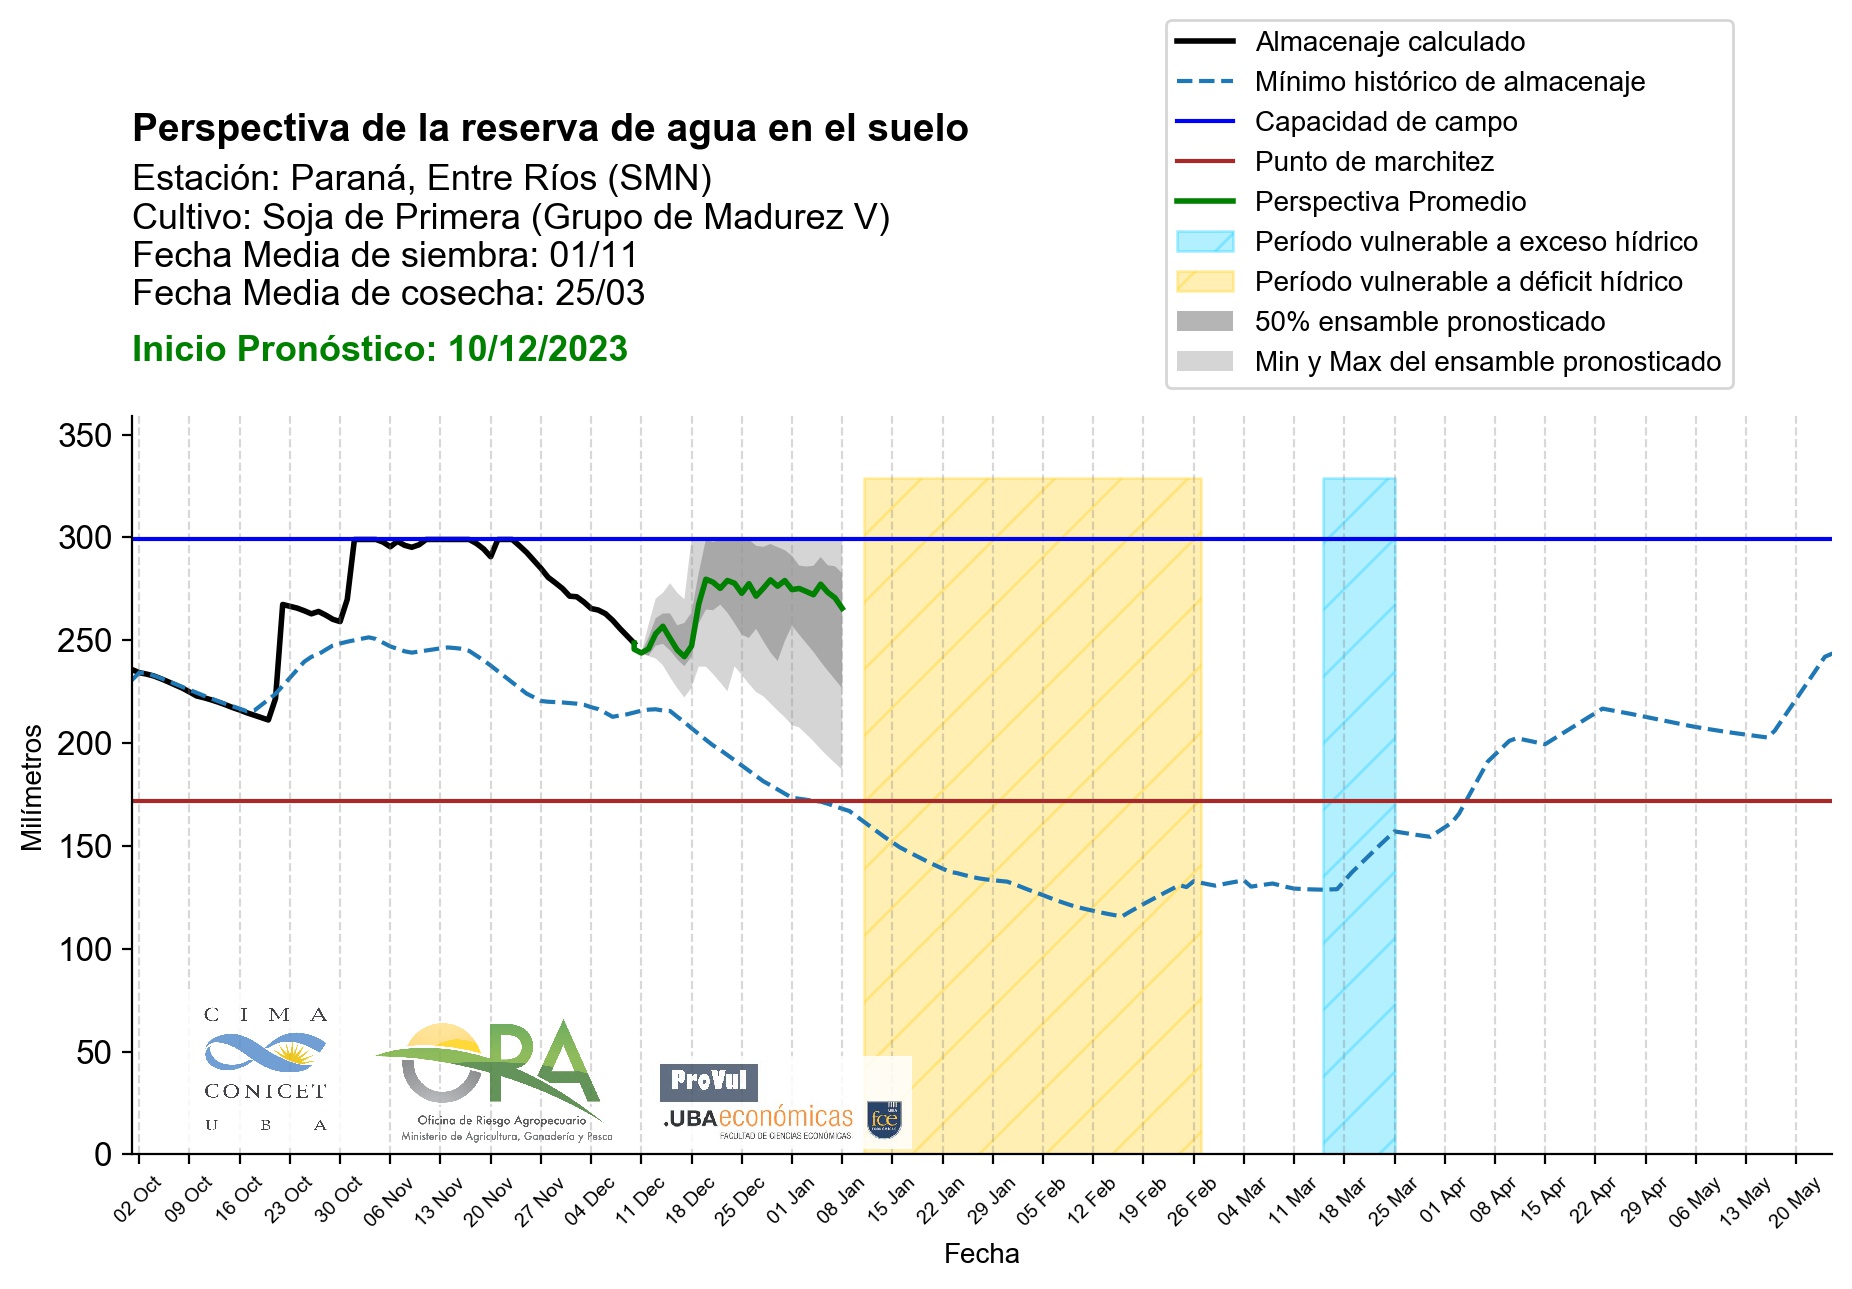 Almacenaje calculado
Mínimo histórico de almacenaje
Capacidad de campo
Punto de marchitez
Perspectiva Promedio
Período vulnerable a exceso hídrico
Período vulnerable a déficit hídrico
50% ensamble pronosticado
Min y Max del ensamble pronosticado
Perspectiva de la reserva de agua en el suelo
Estación: Paraná, Entre Ríos (SMN)
Cultivo: Soja de Primera (Grupo de Madurez V)
Fecha Media de siembra: 01/11
Fecha Media de cosecha: 25/03
Inicio Pronóstico: 10/12/2023
350
300
250
200
150
100
50
0
Milímetros
CIMA
CONICET
UBA
ORA
Oficina de Riesgo Agropecuario
Ministerio de Agricultura, Ganadería y Pesca
ProVul
.UBAeconómicas
FACULTAD DE CIENCIAS ECONÓMICAS
UBA
fce
ECONÓMICAS
02 Oct
09 Oct
16 Oct
23 Oct
30 Oct
06 Nov
13 Nov
20 Nov
27 Nov
04 Dec
11 Dec
18 Dec
25 Dec
01 Jan
08 Jan
15 Jan
22 Jan
29 Jan
05 Feb
12 Feb
19 Feb
26 Feb
04 Mar
11 Mar
18 Mar
25 Mar
01 Apr
08 Apr
15 Apr
22 Apr
29 Apr
06 May
13 May
20 May
Fecha